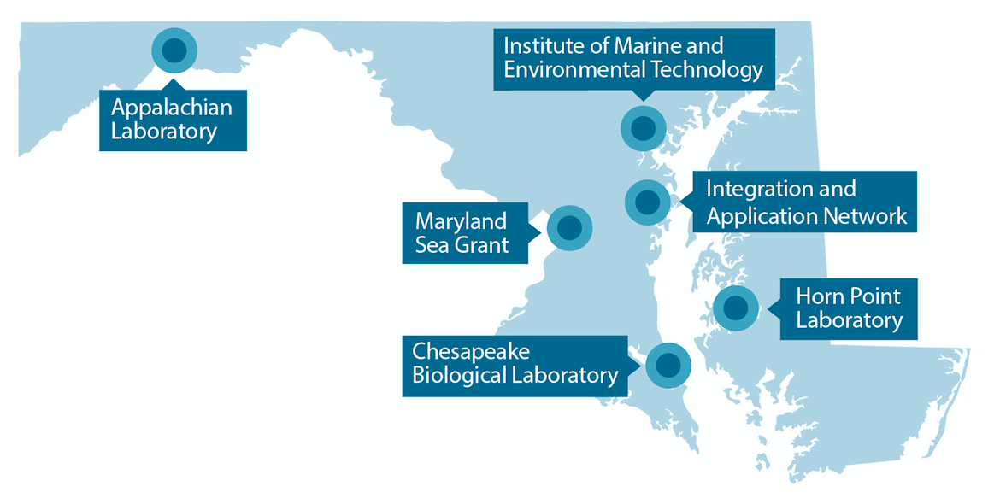 Institute of Marine and
Environmental Technology
Appalachian
Laboratory
Integration and
Application Network
Maryland
Sea Grant
Horn Point
Laboratory
Chesapeake
Biological Laboratory